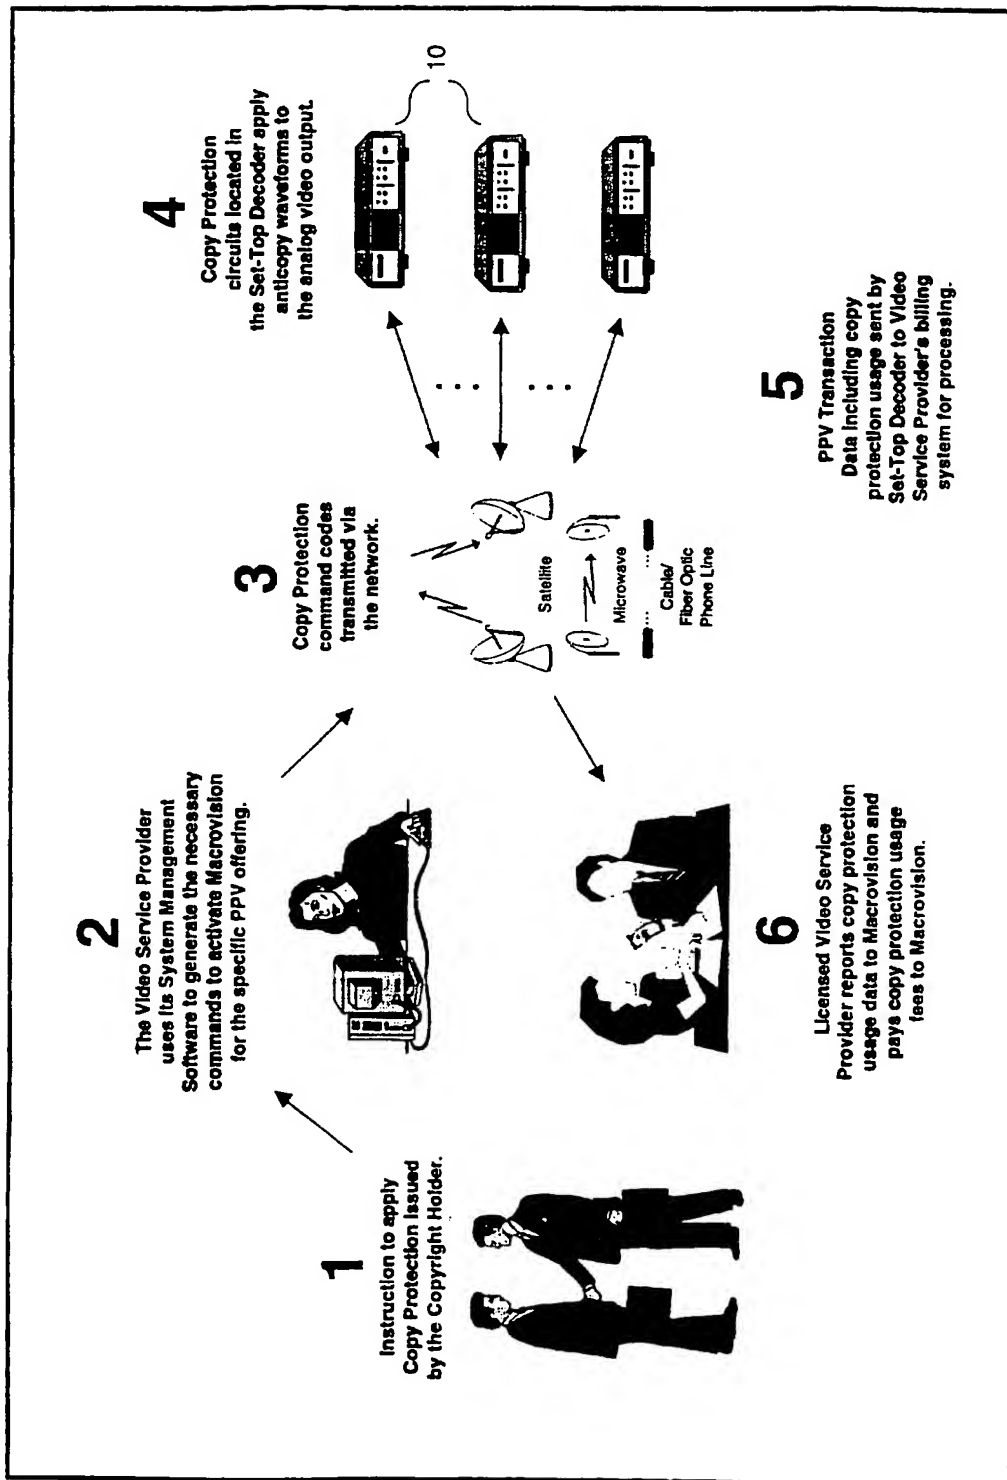 1
Instruction to apply
Copy Protection issued
by the Copyright Holder.
2
The Video Service Provider
uses its System Management
Software to generate the necessary
commands to activate Macrovision
for the specific PPV offering.
3
Copy Protection
command codes
transmitted via
the network.
Satellite
Microwave
Cable/
Fiber Optic
Phone Line
4
Copy Protection
circuits located in
the Set-Top Decoder apply
anticopy waveforms to
the analog video output.
10
5
PPV Transaction
Data including copy
protection usage sent by
Set-Top Decoder to Video
Service Provider's billing
system for processing.
6
Licensed Video Service
Provider reports copy protection
usage data to Macrovision and
pays copy protection usage
fees to Macrovision.